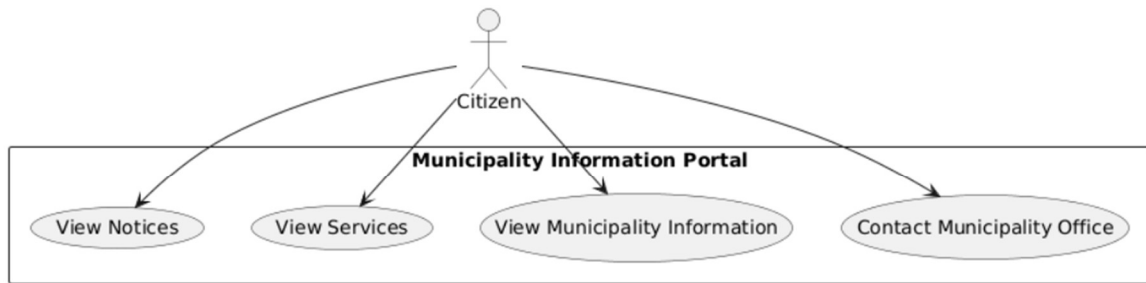 Citizen
Municipality Information Portal
View Notices
View Services
View Municipality Information
Contact Municipality Office